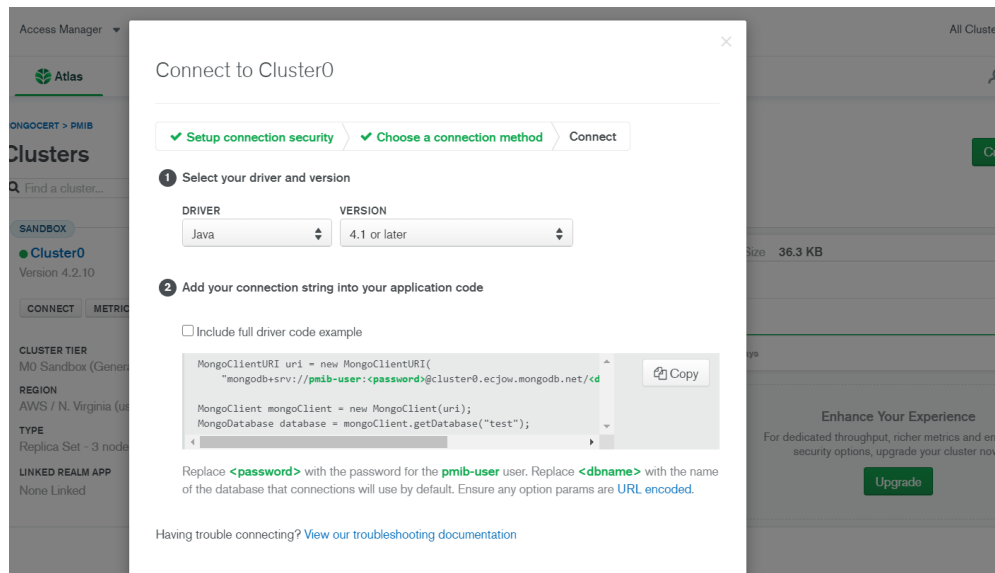 Access Manager
All Cluste
Atlas
ONGOCERT > PMIB
Clusters
Find a cluster...
SANDBOX
Cluster0
Version 4.2.10
CONNECT
METRIC
CLUSTER TIER
M0 Sandbox (Genera
REGION
AWS / N. Virginia (us
TYPE
Replica Set - 3 node
LINKED REALM APP
None Linked
Connect to Cluster0
Setup connection security
Choose a connection method
Connect
1 Select your driver and version
DRIVER
VERSION
Java
4.1 or later
2 Add your connection string into your application code
Include full driver code example
MongoClientURI uri = new MongoClientURI(
"mongodb+srv://pmib-user:<password>@cluster0.ecjow.mongodb.net/<d
MongoClient mongoClient = new MongoClient(uri);
MongoDatabase database = mongoClient.getDatabase("test");
Copy
Replace <password> with the password for the pmib-user user. Replace <dbname> with the name
of the database that connections will use by default. Ensure any option params are URL encoded.
Having trouble connecting? View our troubleshooting documentation
Size 36.3 KB
ays
Enhance Your Experience
For dedicated throughput, richer metrics and en
security options, upgrade your cluster now
Upgrade